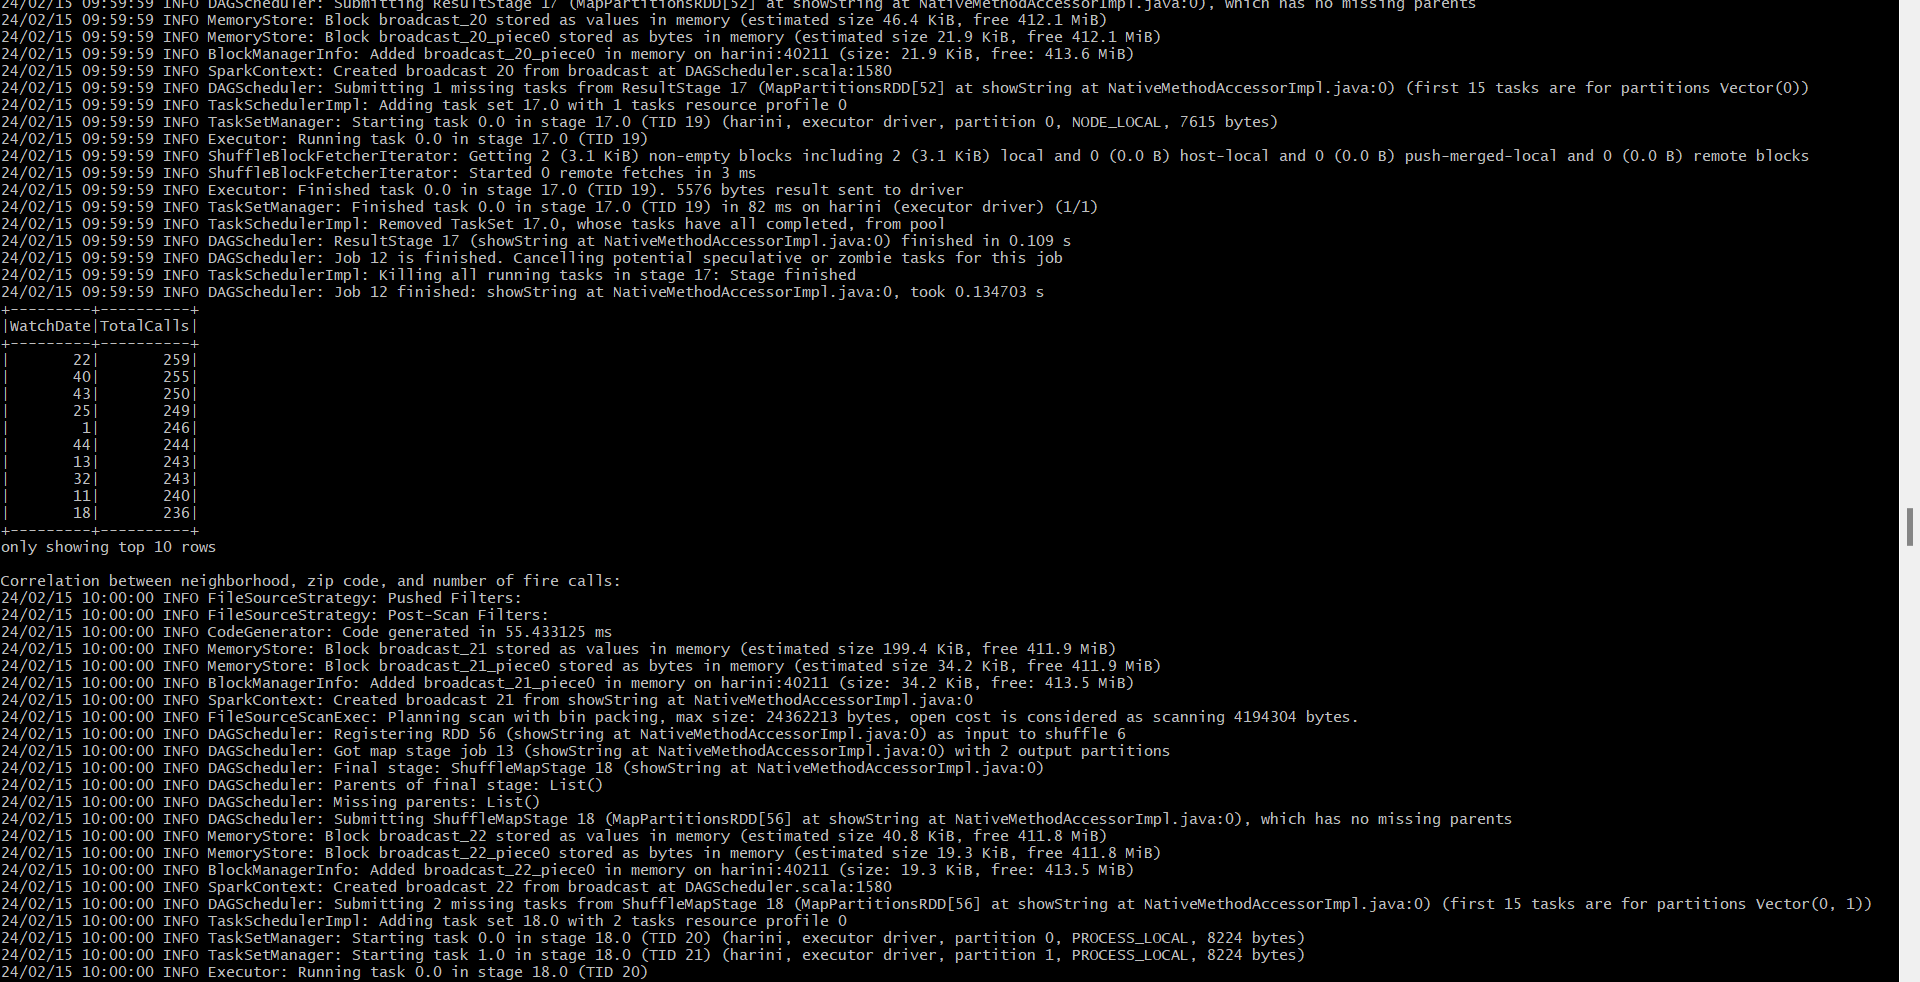 24/02/15 09:59:59 INFO DAGScheduler: Submitting ResultStage 17 (MapPartitionsRDD[52] at showString at NativeMethodAccessorImpl.java:0), which has no missing parents
24/02/15 09:59:59 INFO MemoryStore: Block broadcast_20 stored as values in memory (estimated size 46.4 KiB, free 412.1 MiB)
24/02/15 09:59:59 INFO MemoryStore: Block broadcast_20_piece0 stored as bytes in memory (estimated size 21.9 KiB, free 412.1 MiB)
24/02/15 09:59:59 INFO BlockManagerInfo: Added broadcast_20_piece0 in memory on harini:40211 (size: 21.9 KiB, free: 413.6 MiB)
24/02/15 09:59:59 INFO SparkContext: Created broadcast 20 from broadcast at DAGScheduler.scala:1580
24/02/15 09:59:59 INFO DAGScheduler: Submitting 1 missing tasks from ResultStage 17 (MapPartitionsRDD[52] at showString at NativeMethodAccessorImpl.java:0) (first 15 tasks are for partitions Vector(0))
24/02/15 09:59:59 INFO TaskSchedulerImpl: Adding task set 17.0 with 1 tasks resource profile 0
24/02/15 09:59:59 INFO TaskSetManager: Starting task 0.0 in stage 17.0 (TID 19) (harini, executor driver, partition 0, NODE_LOCAL, 7615 bytes)
24/02/15 09:59:59 INFO Executor: Running task 0.0 in stage 17.0 (TID 19)
24/02/15 09:59:59 INFO ShuffleBlockFetcherIterator: Getting 2 (3.1 KiB) non-empty blocks including 2 (3.1 KiB) local and 0 (0.0 B) host-local and 0 (0.0 B) push-merged-local and 0 (0.0 B) remote blocks
24/02/15 09:59:59 INFO ShuffleBlockFetcherIterator: Started 0 remote fetches in 3 ms
24/02/15 09:59:59 INFO Executor: Finished task 0.0 in stage 17.0 (TID 19). 5576 bytes result sent to driver
24/02/15 09:59:59 INFO TaskSetManager: Finished task 0.0 in stage 17.0 (TID 19) in 82 ms on harini (executor driver) (1/1)
24/02/15 09:59:59 INFO TaskSchedulerImpl: Removed TaskSet 17.0, whose tasks have all completed, from pool
24/02/15 09:59:59 INFO DAGScheduler: ResultStage 17 (showString at NativeMethodAccessorImpl.java:0) finished in 0.109 s
24/02/15 09:59:59 INFO DAGScheduler: Job 12 is finished. Cancelling potential speculative or zombie tasks for this job
24/02/15 09:59:59 INFO TaskSchedulerImpl: Killing all running tasks in stage 17: Stage finished
24/02/15 09:59:59 INFO DAGScheduler: Job 12 finished: showString at NativeMethodAccessorImpl.java:0, took 0.134703 s
+---------+----------+
|WatchDate|TotalCalls|
+---------+----------+
|       22|       259|
|       40|       255|
|       43|       250|
|       25|       249|
|        1|       246|
|       44|       244|
|       13|       243|
|       32|       243|
|       11|       240|
|       18|       236|
+---------+----------+
only showing top 10 rows

Correlation between neighborhood, zip code, and number of fire calls:
24/02/15 10:00:00 INFO FileSourceStrategy: Pushed Filters:
24/02/15 10:00:00 INFO FileSourceStrategy: Post-Scan Filters:
24/02/15 10:00:00 INFO CodeGenerator: Code generated in 55.433125 ms
24/02/15 10:00:00 INFO MemoryStore: Block broadcast_21 stored as values in memory (estimated size 199.4 KiB, free 411.9 MiB)
24/02/15 10:00:00 INFO MemoryStore: Block broadcast_21_piece0 stored as bytes in memory (estimated size 34.2 KiB, free 411.9 MiB)
24/02/15 10:00:00 INFO BlockManagerInfo: Added broadcast_21_piece0 in memory on harini:40211 (size: 34.2 KiB, free: 413.5 MiB)
24/02/15 10:00:00 INFO SparkContext: Created broadcast 21 from showString at NativeMethodAccessorImpl.java:0
24/02/15 10:00:00 INFO FileSourceScanExec: Planning scan with bin packing, max size: 24362213 bytes, open cost is considered as scanning 4194304 bytes.
24/02/15 10:00:00 INFO DAGScheduler: Registering RDD 56 (showString at NativeMethodAccessorImpl.java:0) as input to shuffle 6
24/02/15 10:00:00 INFO DAGScheduler: Got map stage job 13 (showString at NativeMethodAccessorImpl.java:0) with 2 output partitions
24/02/15 10:00:00 INFO DAGScheduler: Final stage: ShuffleMapStage 18 (showString at NativeMethodAccessorImpl.java:0)
24/02/15 10:00:00 INFO DAGScheduler: Parents of final stage: List()
24/02/15 10:00:00 INFO DAGScheduler: Missing parents: List()
24/02/15 10:00:00 INFO DAGScheduler: Submitting ShuffleMapStage 18 (MapPartitionsRDD[56] at showString at NativeMethodAccessorImpl.java:0), which has no missing parents
24/02/15 10:00:00 INFO MemoryStore: Block broadcast_22 stored as values in memory (estimated size 40.8 KiB, free 411.8 MiB)
24/02/15 10:00:00 INFO MemoryStore: Block broadcast_22_piece0 stored as bytes in memory (estimated size 19.3 KiB, free 411.8 MiB)
24/02/15 10:00:00 INFO BlockManagerInfo: Added broadcast_22_piece0 in memory on harini:40211 (size: 19.3 KiB, free: 413.5 MiB)
24/02/15 10:00:00 INFO SparkContext: Created broadcast 22 from broadcast at DAGScheduler.scala:1580
24/02/15 10:00:00 INFO DAGScheduler: Submitting 2 missing tasks from ShuffleMapStage 18 (MapPartitionsRDD[56] at showString at NativeMethodAccessorImpl.java:0) (first 15 tasks are for partitions Vector(0, 1))
24/02/15 10:00:00 INFO TaskSchedulerImpl: Adding task set 18.0 with 2 tasks resource profile 0
24/02/15 10:00:00 INFO TaskSetManager: Starting task 0.0 in stage 18.0 (TID 20) (harini, executor driver, partition 0, PROCESS_LOCAL, 8224 bytes)
24/02/15 10:00:00 INFO TaskSetManager: Starting task 1.0 in stage 18.0 (TID 21) (harini, executor driver, partition 1, PROCESS_LOCAL, 8224 bytes)
24/02/15 10:00:00 INFO Executor: Running task 0.0 in stage 18.0 (TID 20)